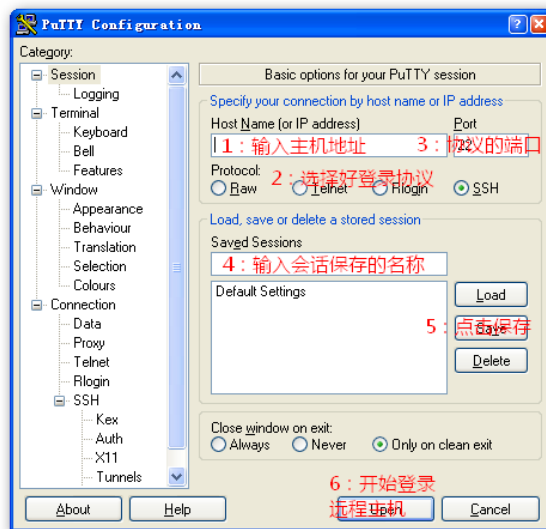 PuTTY Configuration
Category:
Session
Logging
Terminal
Keyboard
Bell
Features
Window
Appearance
Behaviour
Translation
Selection
Colours
Connection
Data
Proxy
Telnet
Rlogin
SSH
Kex
Auth
X11
Tunnels
Basic options for your PuTTY session
Specify your connection by host name or IP address
Host Name (or IP address)
Port
1：输入主机地址
3：协议的端口
22
Protocol:
2：选择好登录协议
Raw
Telnet
Rlogin
SSH
Load, save or delete a stored session
Saved Sessions
4：输入会话保存的名称
Default Settings
Load
5：点击保存
Save
Delete
Close window on exit:
Always
Never
Only on clean exit
6：开始登录
远程主机
About
Help
Open
Cancel